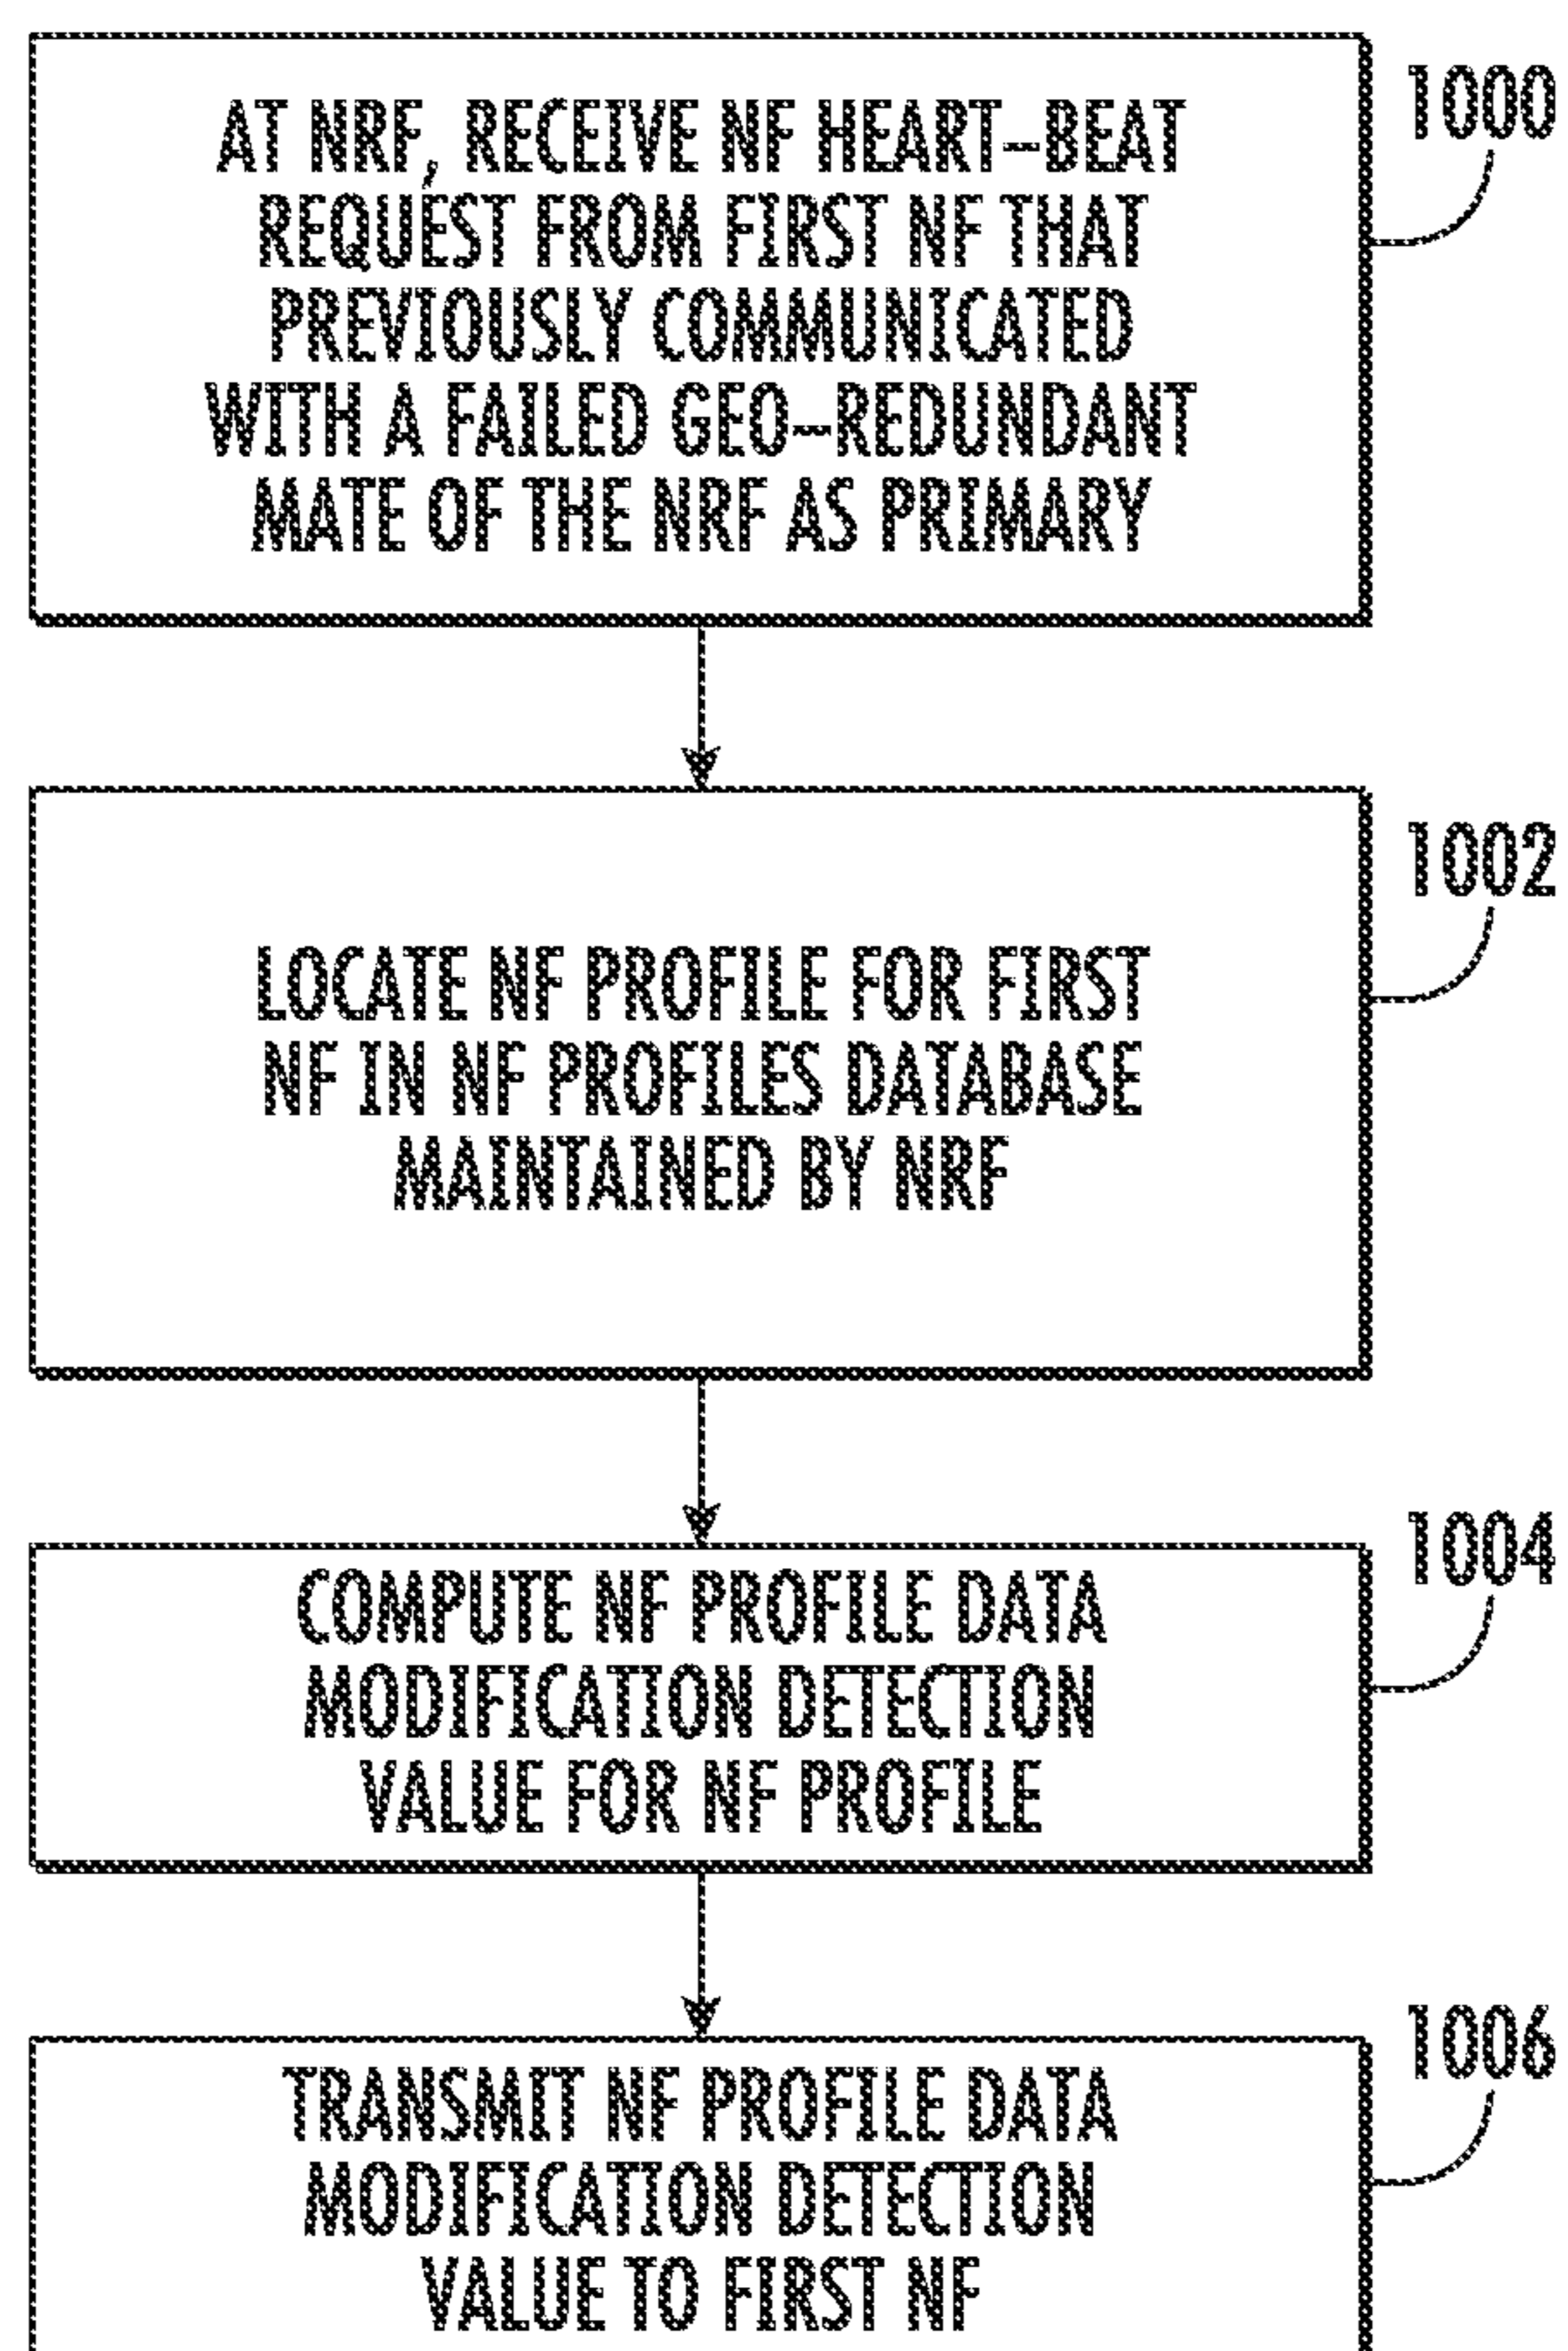 AT NRF, RECEIVE NF HEART-BEAT
REQUEST FROM FIRST NF THAT
PREVIOUSLY COMMUNICATED
WITH A FAILED GEO-REDUNDANT
MATE OF THE NRF AS PRIMARY
1000
LOCATE NF PROFILE FOR FIRST
NF IN NF PROFILES DATABASE
MAINTAINED BY NRF
1002
COMPUTE NF PROFILE DATA
MODIFICATION DETECTION
VALUE FOR NF PROFILE
1004
TRANSMIT NF PROFILE DATA
MODIFICATION DETECTION
VALUE TO FIRST NF
1006